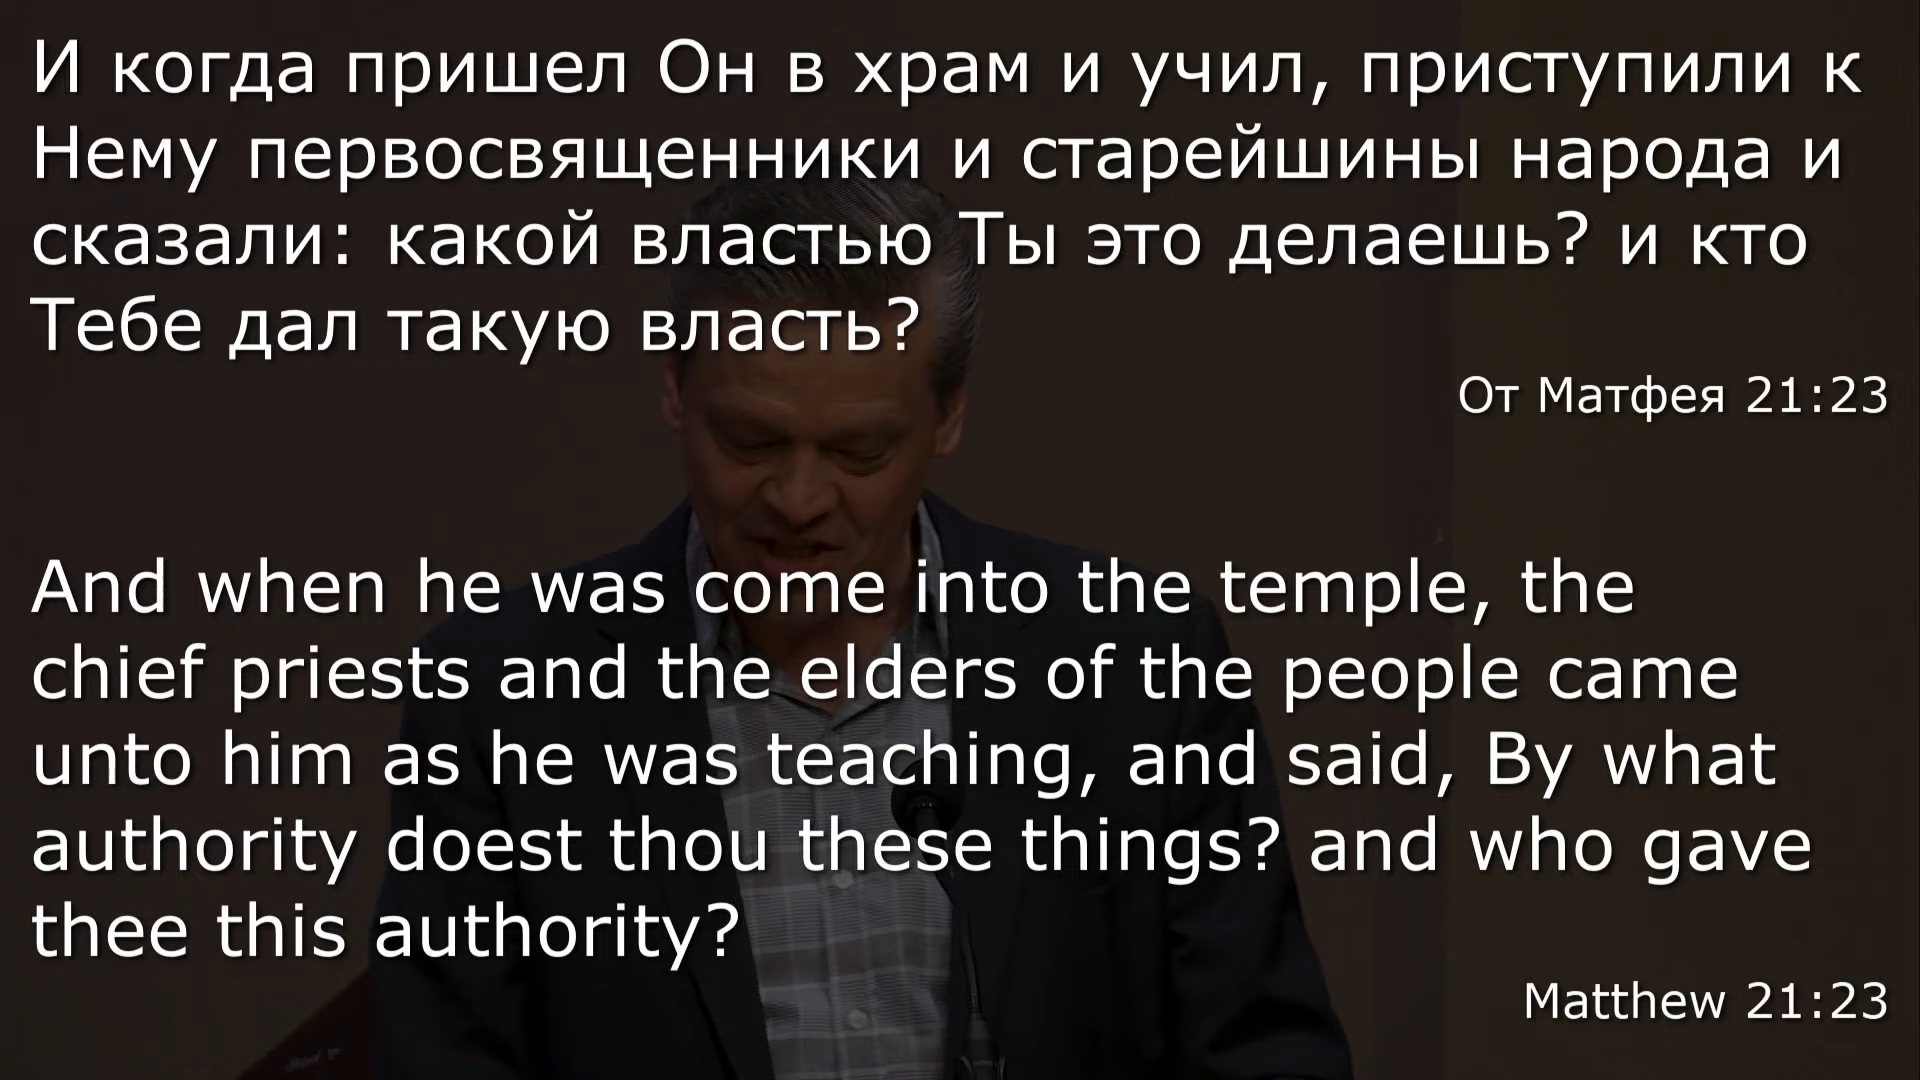 И когда пришел Он в храм и учил, приступили к
Нему первосвященники и старейшины народа и
сказали: какой властью Ты это делаешь? и кто
Тебе дал такую власть?
От Матфея 21:23
And when he was come into the temple, the
chief priests and the elders of the people came
unto him as he was teaching, and said, By what
authority doest thou these things? and who gave
thee this authority?
Matthew 21:23